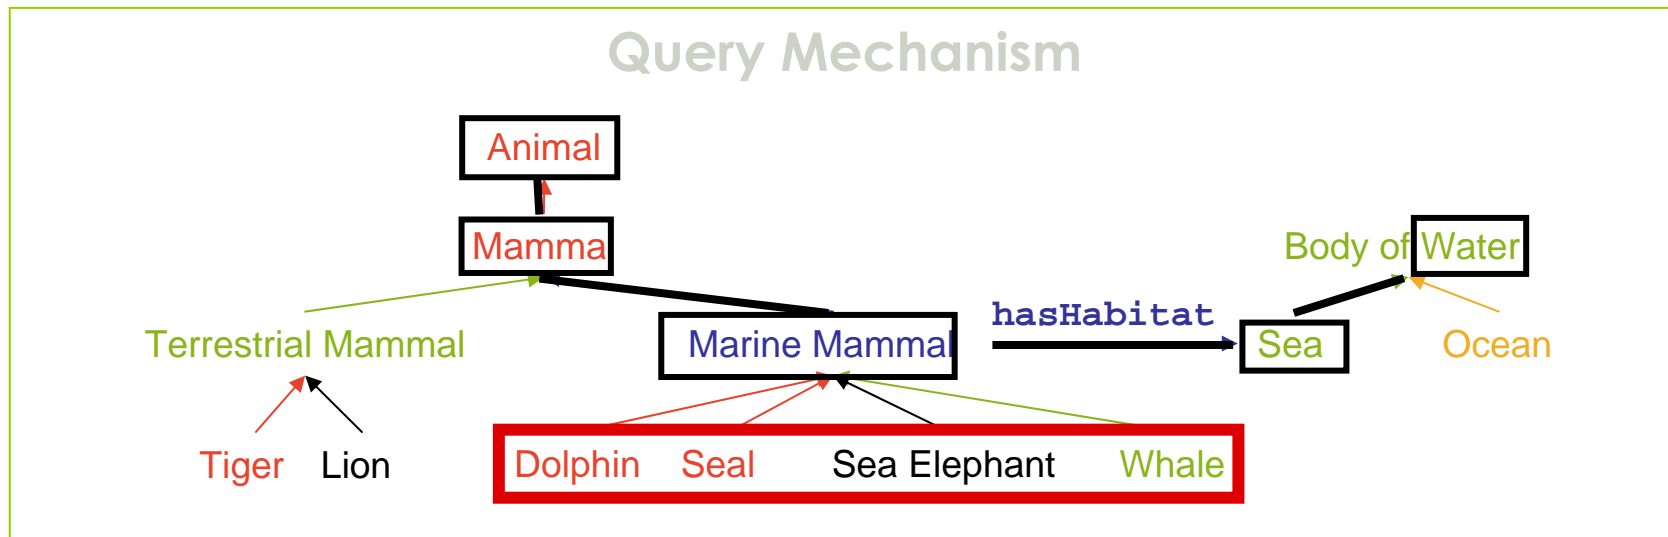 Query Mechanism
Animal
Mamma
Body of Water
hasHabitat
Terrestrial Mammal
Marine Mammal
Sea
Ocean
Tiger Lion
Dolphin Seal Sea Elephant Whale